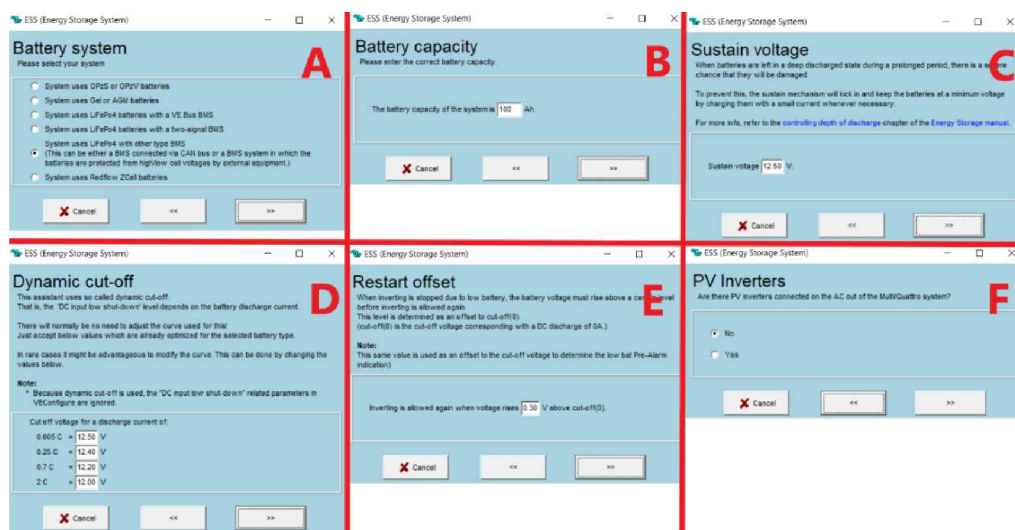 ESS (Energy Storage System)
Battery system
Please select your system
A
System uses OPzS or OPzV batteries
System uses Gel or AGM batteries
System uses LiFePo4 batteries with a VE.Bus BMS
System uses LiFePo4 batteries with a two-signal BMS
System uses LiFePo4 with other type BMS
(This can be either a BMS connected via CAN bus or a BMS system in which the
batteries are protected from high/low cell voltages by external equipment.)
System uses Redflow ZCell batteries
Cancel << >>
ESS (Energy Storage System)
Battery capacity
Please enter the correct battery capacity.
B
The battery capacity of the system is 100 Ah.
Cancel << >>
ESS (Energy Storage System)
Sustain voltage
When batteries are left in a deep discharged state during a prolonged period, there is a severe
chance that they will be damaged.
C
To prevent this, the sustain mechanism will lock in and keep the batteries at a minimum voltage
by charging them with a small current whenever necessary.
For more info, refer to the controlling depth of discharge chapter of the Energy Storage manual.
Sustain voltage 12.50 V.
Cancel << >>
ESS (Energy Storage System)
Dynamic cut-off
This assistant uses so called dynamic cut-off.
That is, the 'DC input low shut-down' level depends on the battery discharge current.
D
There will normally be no need to adjust the curve used for this!
Just accept below values which are already optimized for the selected battery type.
In rare cases it might be advantageous to modify the curve. This can be done by changing the
values below.
Note:
* Because dynamic cut-off is used, the "DC input low shut-down" related parameters in
VEConfigure are ignored.
Cut off voltage for a discharge current of:
0.005 C = 12.50 V
0.25 C = 12.40 V
0.7 C = 12.20 V
2 C = 12.00 V
Cancel << >>
ESS (Energy Storage System)
Restart offset
When inverting is stopped due to low battery, the battery voltage must rise above a certain level
before inverting is allowed again.
This level is determined as an offset to cut-off(0).
(cut-off(0) is the cut-off voltage corresponding with a DC discharge of 0A.)
E
Note:
This same value is used as an offset to the cut-off voltage to determine the low bat Pre-Alarm
indication)
Inverting is allowed again when voltage rises 0.30 V above cut-off(0).
Cancel << >>
ESS (Energy Storage System)
PV Inverters
Are there PV inverters connected on the AC out of the Multi/Quattro system?
F
No
Yes
Cancel << >>